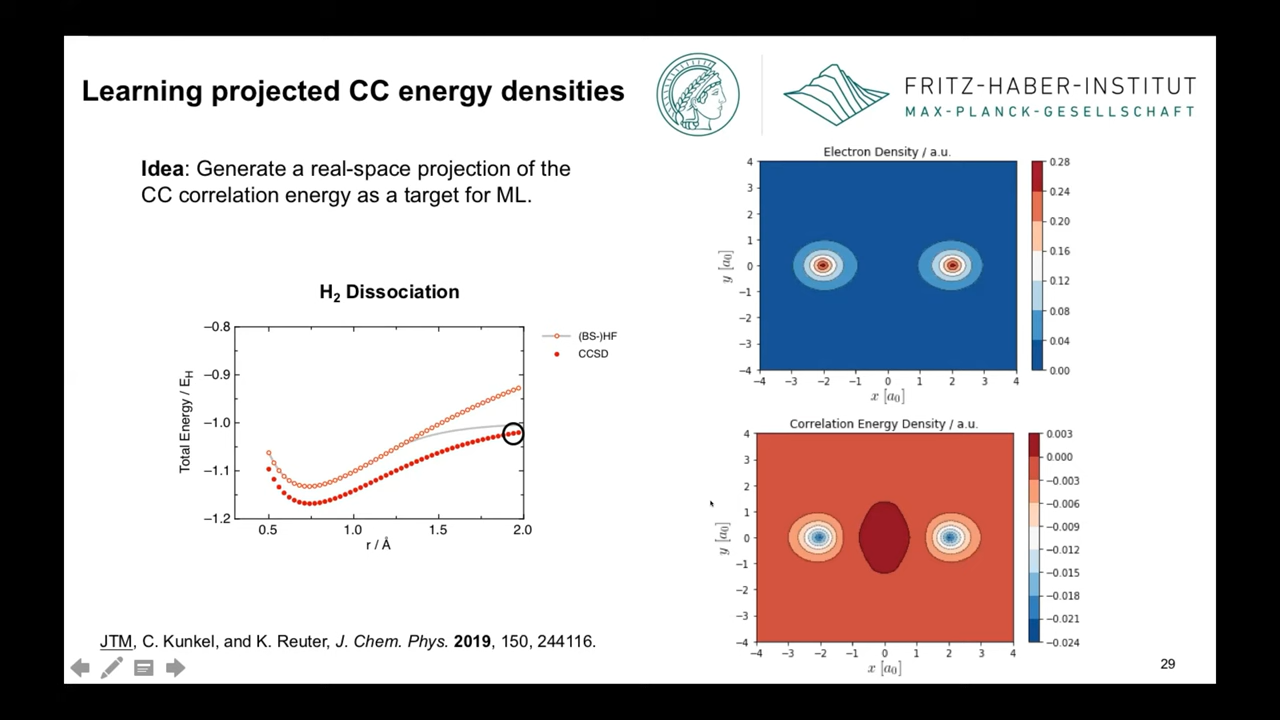 Learning projected CC energy densities
FRITZ-HABER-INSTITUT
MAX-PLANCK-GESELLSCHAFT
Idea: Generate a real-space projection of the
CC correlation energy as a target for ML.
H2 Dissociation
−0.8
−0.9
−1.0
−1.1
−1.2
Total Energy / EH
0.5 1.0 1.5 2.0
r / Å
(BS-)HF
CCSD
Electron Density / a.u.
4
3
2
1
0
−1
−2
−3
−4
y [a0]
−4 −3 −2 −1 0 1 2 3 4
x [a0]
0.28
0.24
0.20
0.16
0.12
0.08
0.04
0.00
Correlation Energy Density / a.u.
4
3
2
1
0
−1
−2
−3
−4
y [a0]
−4 −3 −2 −1 0 1 2 3 4
x [a0]
0.003
0.000
−0.003
−0.006
−0.009
−0.012
−0.015
−0.018
−0.021
−0.024
JTM, C. Kunkel, and K. Reuter, J. Chem. Phys. 2019, 150, 244116.
29